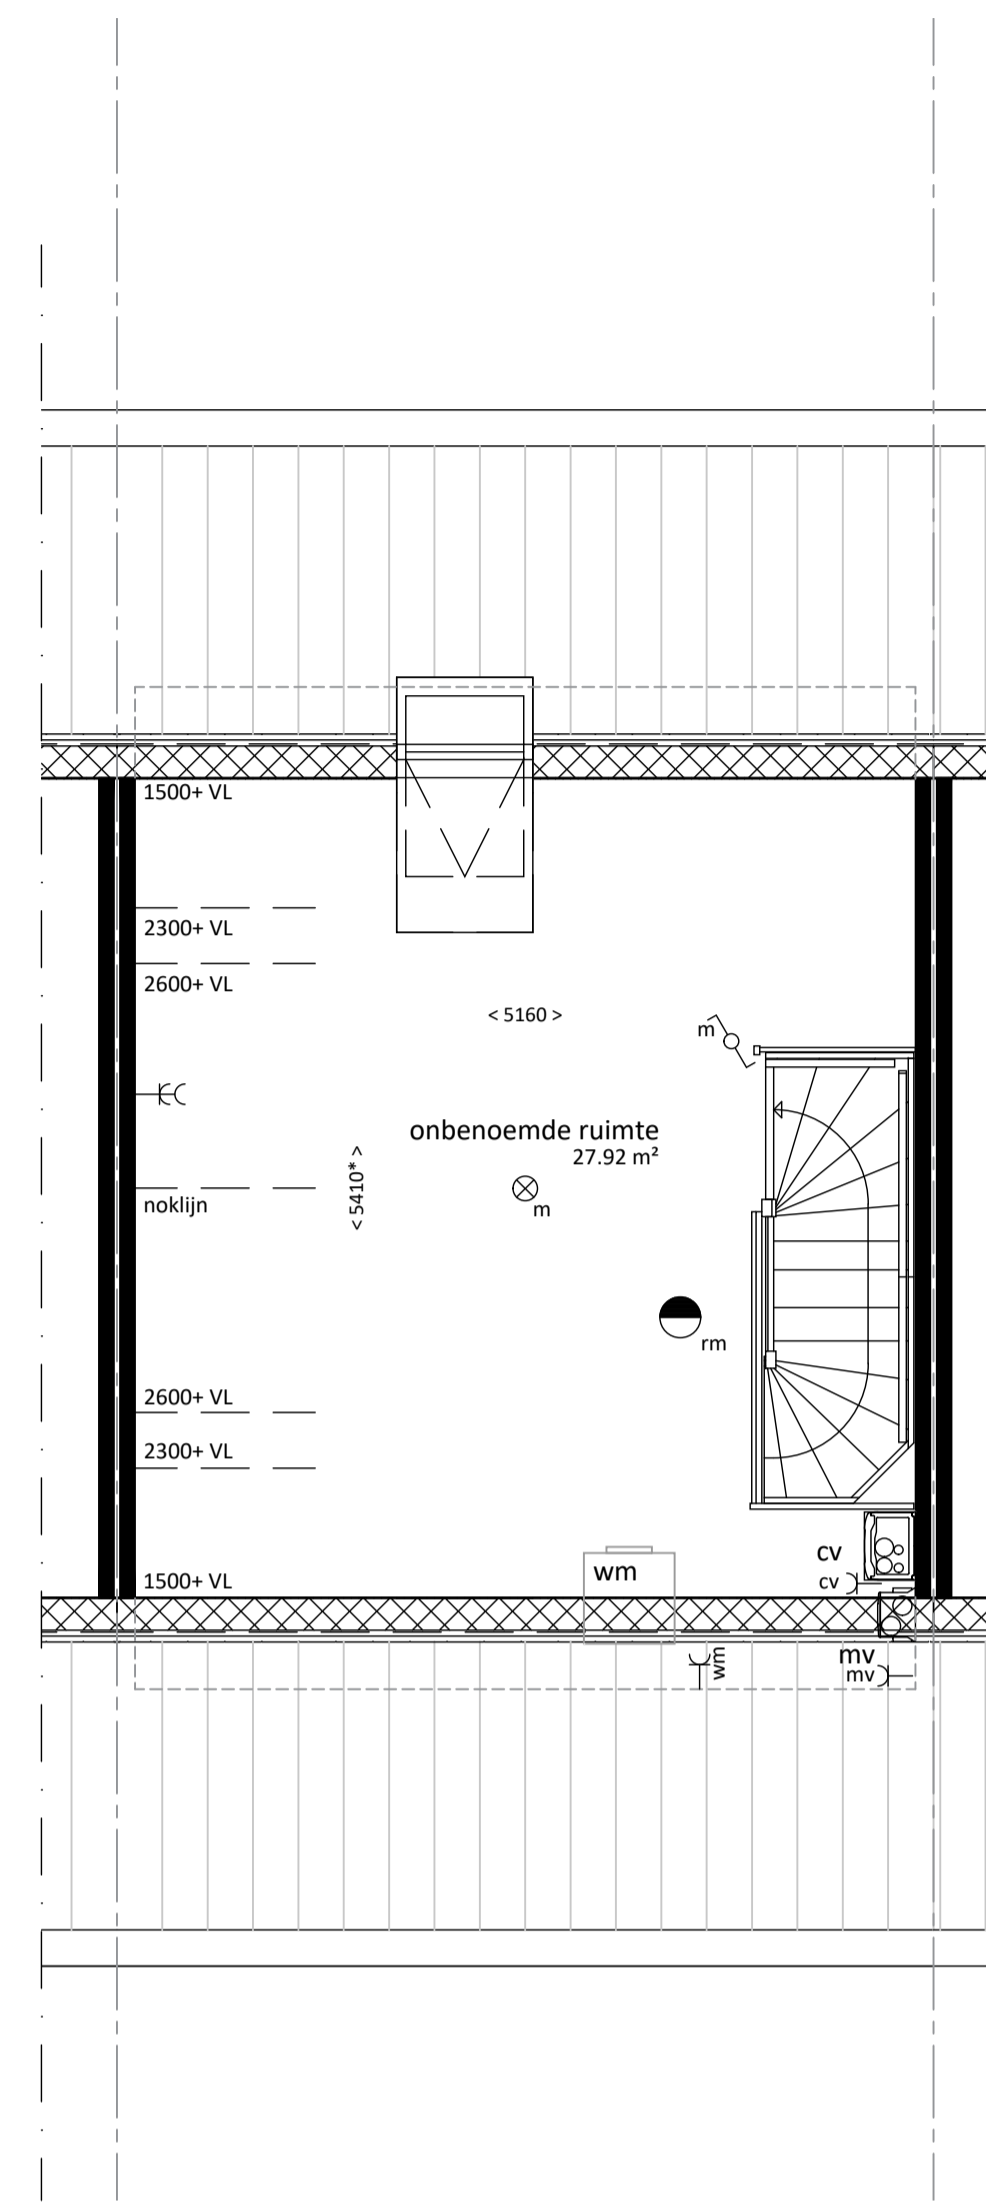 1500+ VL
2300+ VL
2600+ VL
< 5160 >
m
onbenoemde ruimte
27.92 m²
< 5410* >
noklijn
m
rm
2600+ VL
2300+ VL
1500+ VL
wm
cv
cv
wm
mv
mv